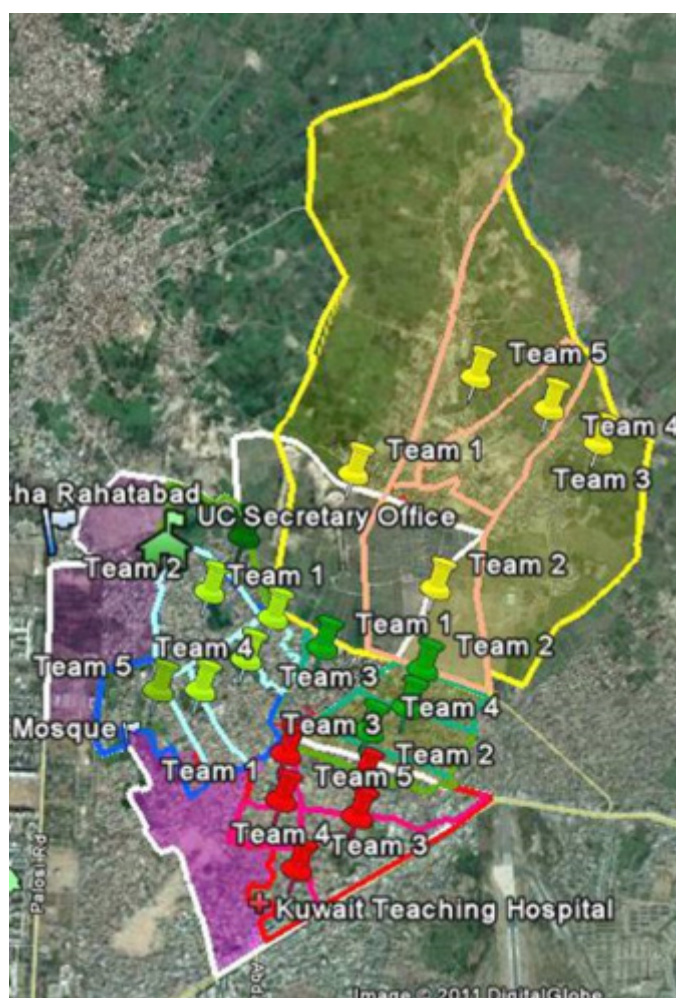 Team 5
Team 4
Team 1
Team 3
sha Rahatabad
UC Secretary Office
Team 2
Team 1
Team 2
Team 1
Team 4
Team 2
Team 5
Team 3
Team 4
Mosque
Team 3
Team 2
Team 1
Team 5
Team 4
Team 3
Palosi Rd
Kuwait Teaching Hospital
Abd
Image © 2011 DigitalGlobe